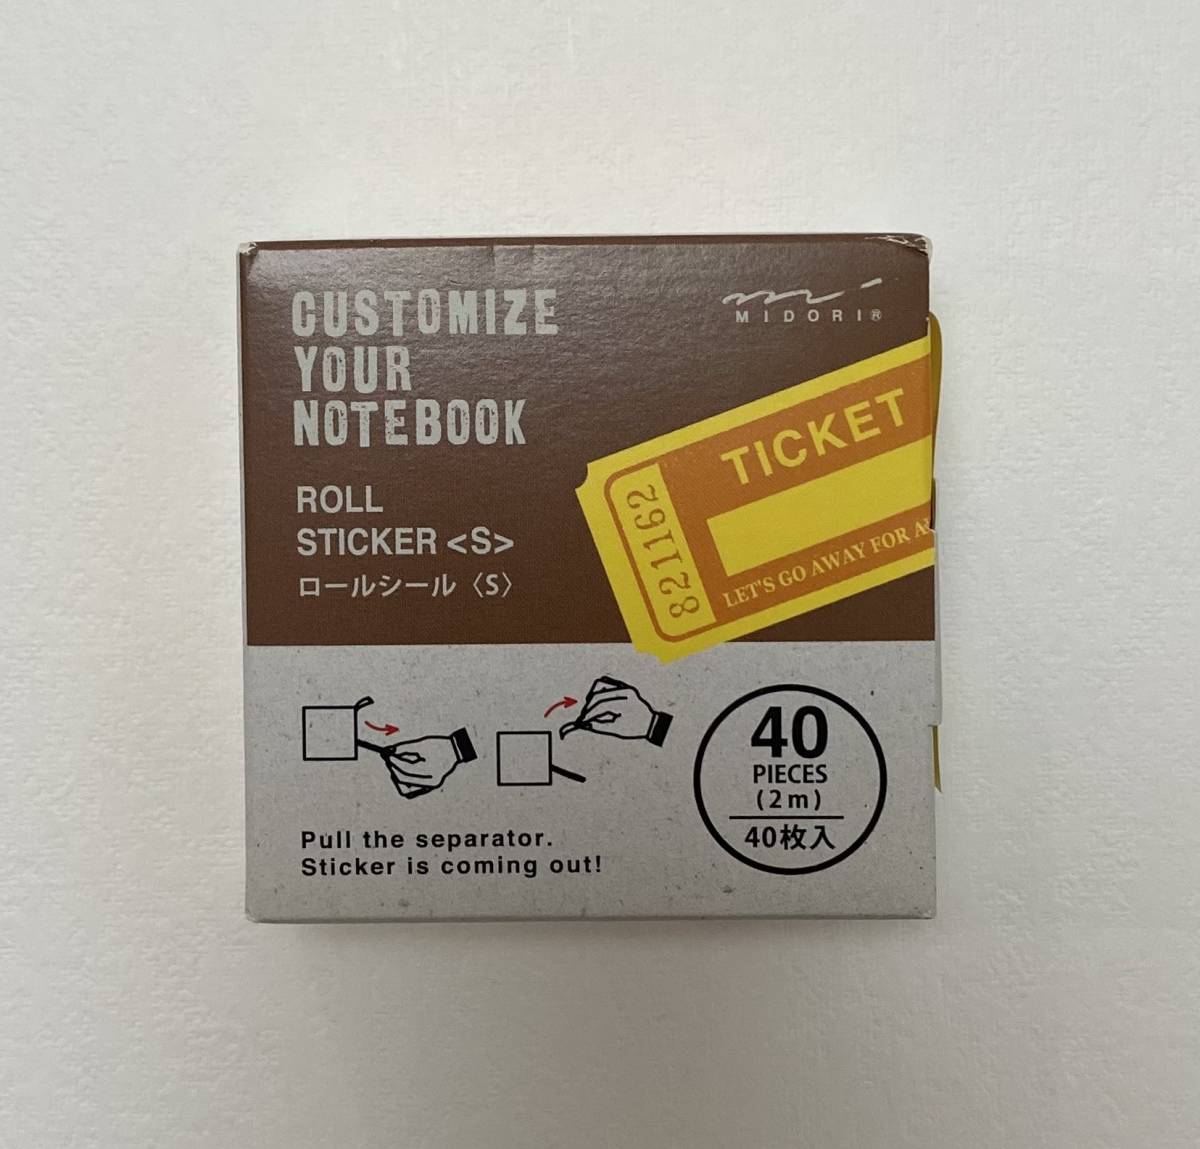 CUSTOMIZE
YOUR
NOTEBOOK
MIDORI®
ROLL
STICKER <S>
ロールシール〈S〉
TICKET
821162
LET'S GO AWAY FOR
Pull the separator.
Sticker is coming out!
40
PIECES
(2m)
40枚入